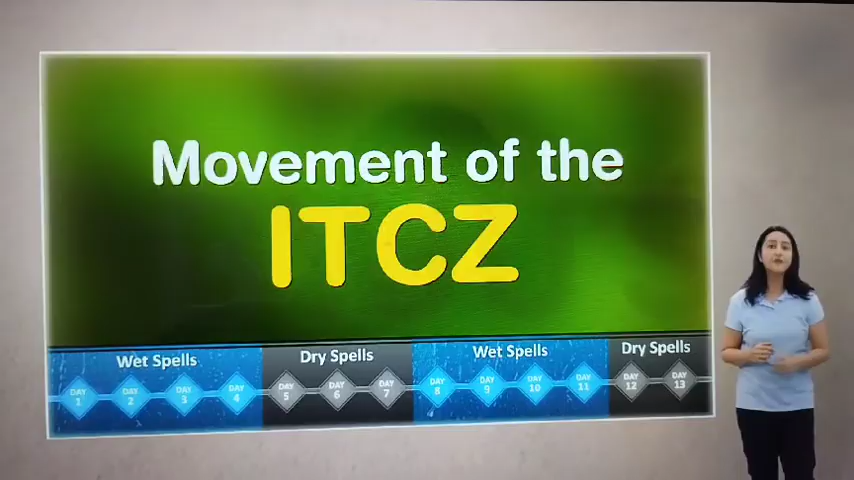 Movement of the
ITCZ
Wet Spells
DAY 1 DAY 2 DAY 3 DAY 4
Dry Spells
DAY 5 DAY 6 DAY 7
Wet Spells
DAY 8 DAY 9 DAY 10 DAY 11
Dry Spells
DAY 12 DAY 13